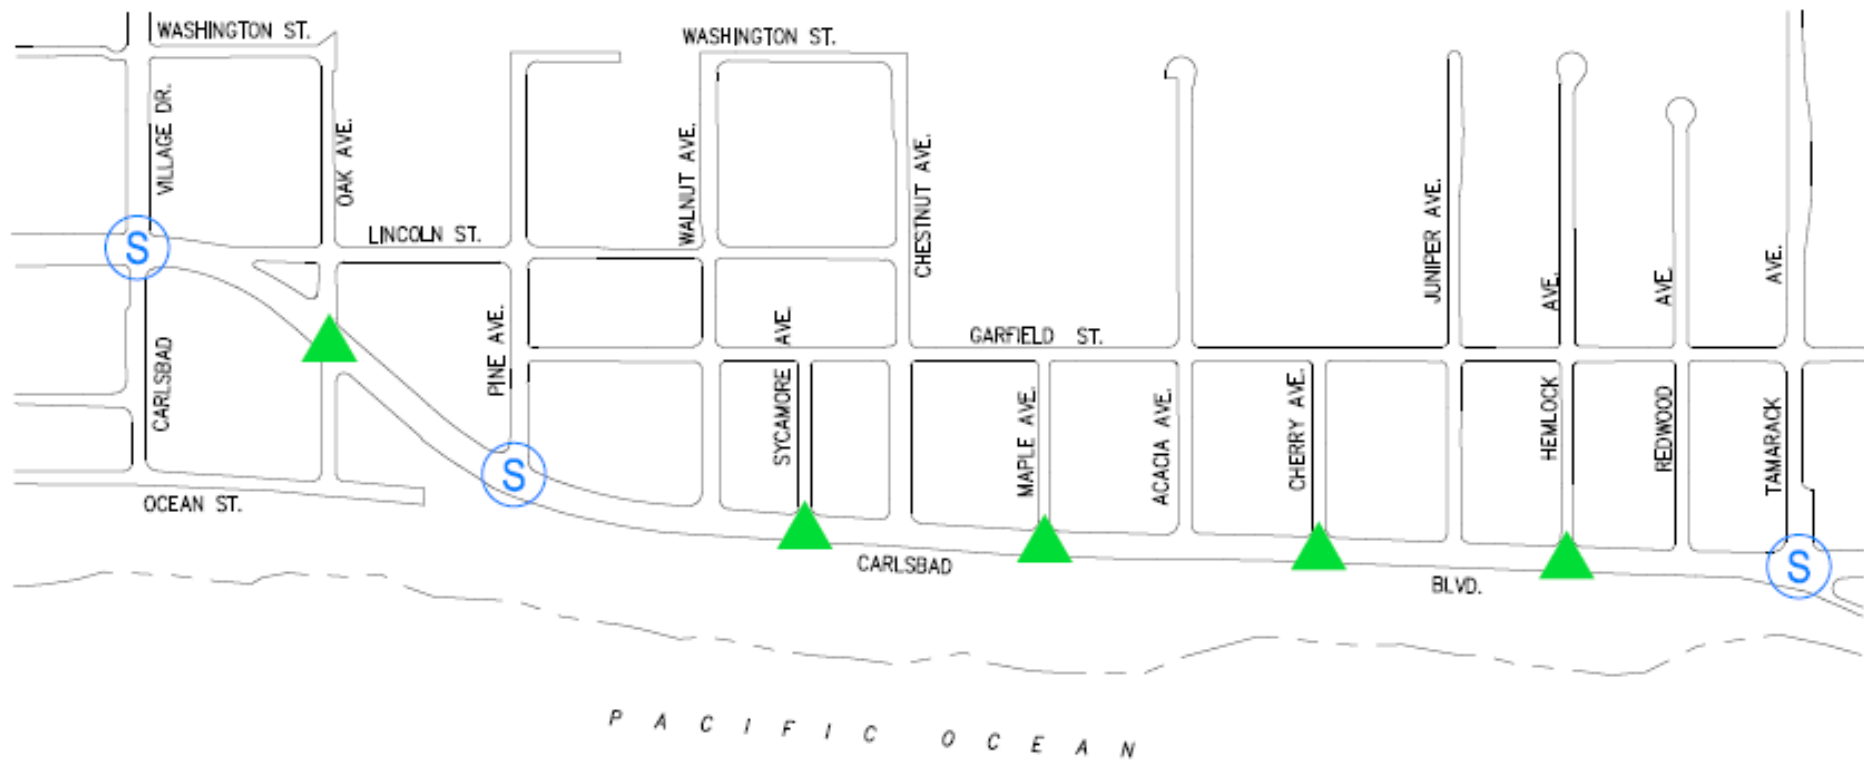 WASHINGTON ST.
WASHINGTON ST.
VILLAGE DR.
OAK AVE.
WALNUT AVE.
CHESTNUT AVE.
JUNIPER AVE.
LINCOLN ST.
S
CARLSBAD
PINE AVE.
SYCAMORE AVE.
GARFIELD ST.
MAPLE AVE.
ACACIA AVE.
CHERRY AVE.
HEMLOCK AVE.
REDWOOD AVE.
TAMARACK AVE.
S
OCEAN ST.
CARLSBAD BLVD.
S
PACIFIC OCEAN